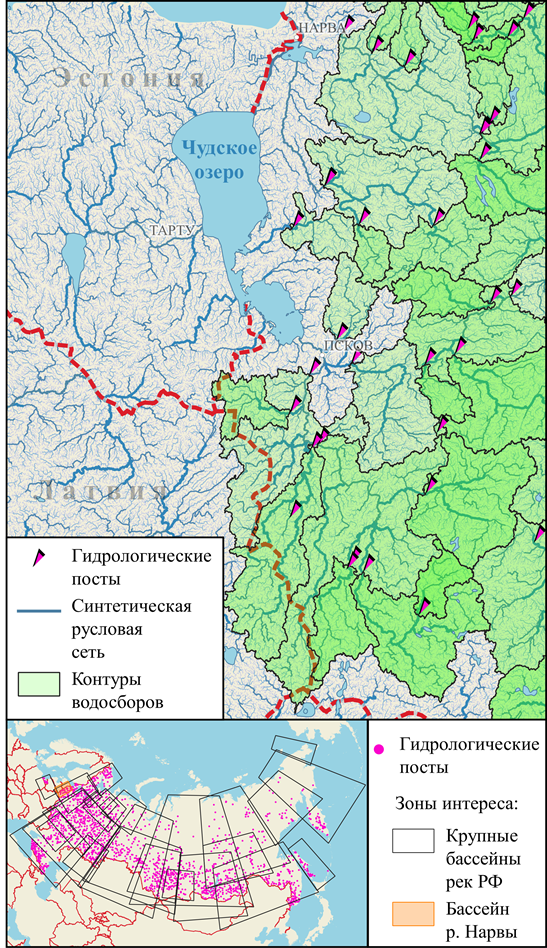 НАРВА
Эстония
Чудское
озеро
ТАРТУ
ПСКОВ
Латвия
Гидрологические
посты
Синтетическая
русловая
сеть
Контуры
водосборов
Гидрологические
посты
Зоны интереса:
Крупные
бассейны
рек РФ
Бассейн
р. Нарвы